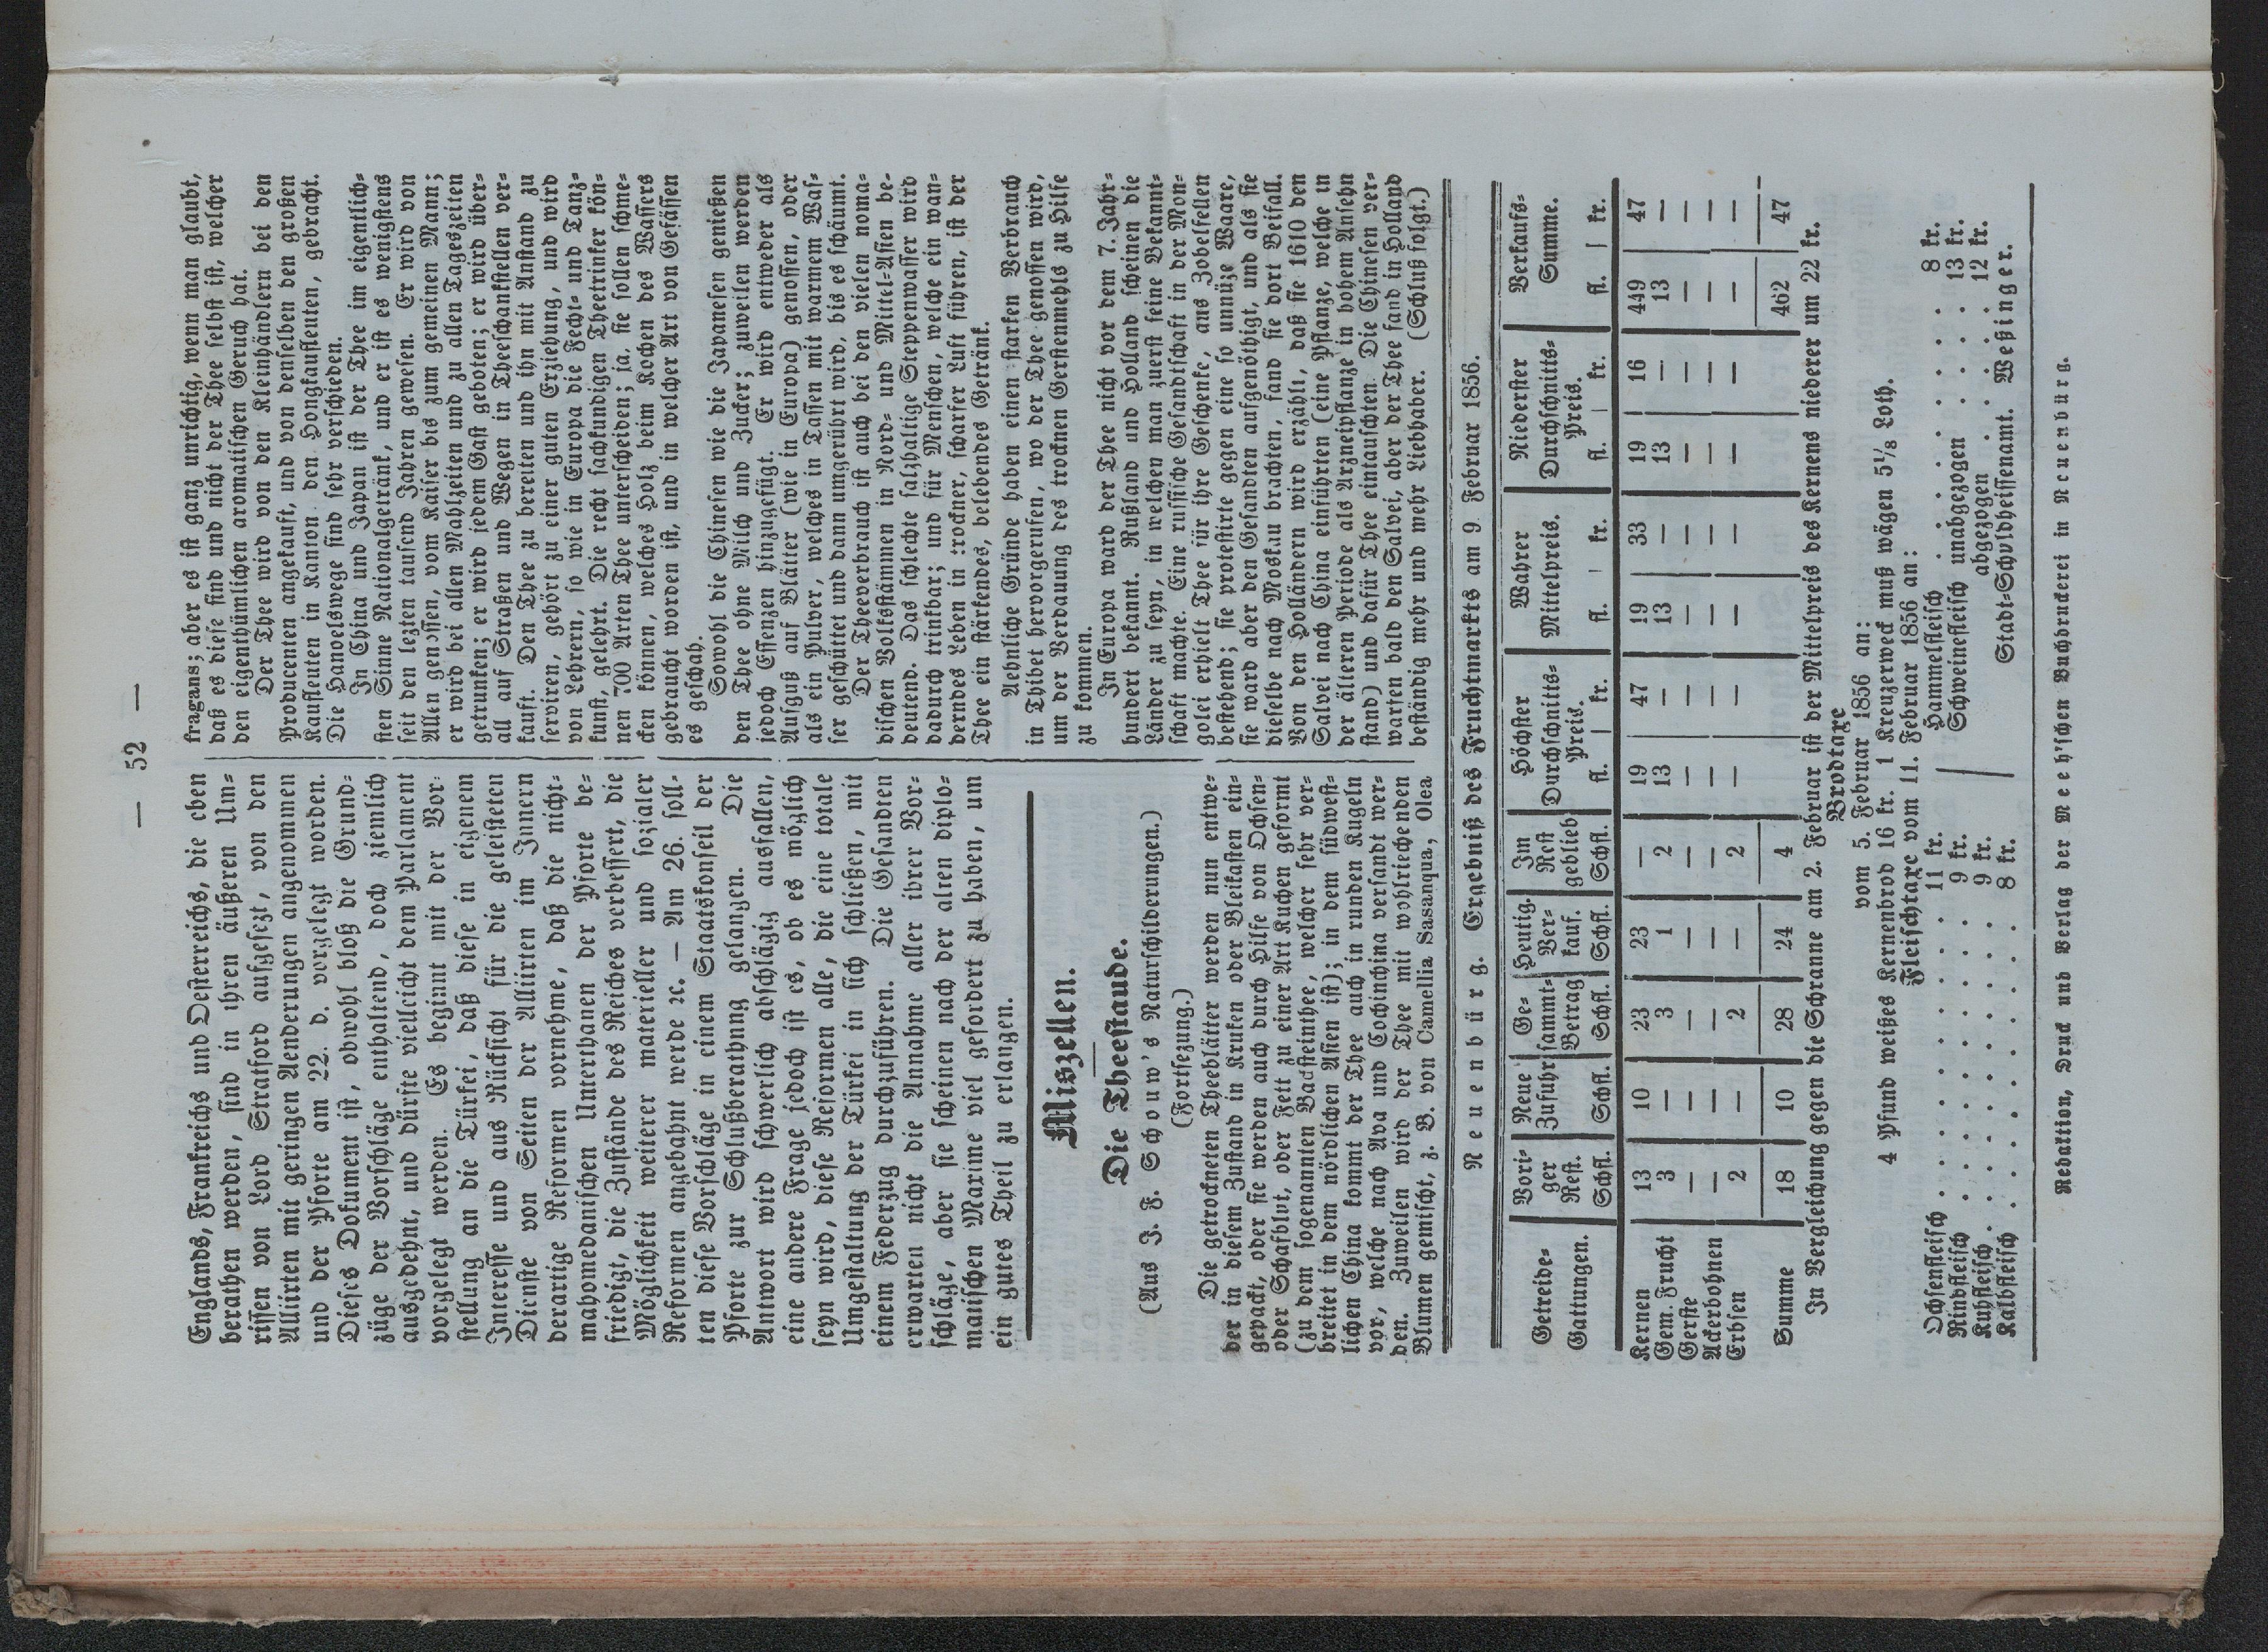 — 52 —
Englands, Frankreichs und Oesterreichs, die eben
berathen werden, sind in ihren äußeren Um-
rissen von Lord Stratford aufgesezt, von den
Alliirten mit geringen Aenderungen angenommen
und der Pforte am 22. d. vorgelegt worden.
Dieses Dokument ist, obwohl bloß die Grund-
züge der Vorschläge enthaltend, doch ziemlich
ausgedehnt, und dürfte vielleicht dem Parlament
vorgelegt werden. Es beginnt mit der Vor-
stellung an die Türkei, daß diese in eigenem
Interesse und aus Rücksicht für die geleisteten
Dienste von Seiten der Alliirten im Innern
derartige Reformen vornehme, daß die nicht-
mahomedanischen Unterthanen der Pforte be-
friedigt, die Zustände des Reiches verbessert, die
Möglichkeit weiterer materieller und sozialer
Reformen angebahnt werde ꝛc. — Am 26. soll-
ten diese Vorschläge in einem Staatskonseil der
Pforte zur Schlußberathung gelangen. Die
Antwort wird schwerlich abschlägig ausfallen,
eine andere Frage jedoch ist es, ob es möglich
seyn wird, diese Reformen alle, die eine totale
Umgestaltung der Türkei in sich schließen, mit
einem Federzug durchzuführen. Die Gesandten
erwarten nicht die Annahme aller ihrer Vor-
schläge, aber sie scheinen nach der alten diplo-
matischen Maxime viel gefordert zu haben, um
ein gutes Theil zu erlangen.
Miszellen.
Die Theestaude.
(Aus J. F. Schouw's Naturschilderungen.)
(Fortsezung.)
Die getrockneten Theeblätter werden nun entwe-
der in diesem Zustand in Kruken oder Bleikasten ein-
gepackt, oder sie werden auch durch Hilfe von Ochsen-
oder Schafblut, oder Fett zu einer Art Kuchen geformt
(zu dem sogenannten Backsteinthee, welcher sehr ver-
breitet in dem nördlichen Asien ist); in dem südwest-
lichen China kommt der Thee auch in runden Kugeln
vor, welche nach Ava und Cochinchina versandt wer-
den. Zuweilen wird der Thee mit wohlriechenden
Blumen gemischt, z. B. von Camellia Sasanqua, Olea
fragans; aber es ist ganz unrichtig, wenn man glaubt,
daß es diese sind und nicht der Thee selbst ist, welcher
den eigenthümlichen aromatischen Geruch hat.
Der Thee wird von den Kleinhändlern bei den
Producenten angekauft, und von denselben den großen
Kaufleuten in Kanton, den Hongkaufleuten, gebracht.
Die Handelswege sind sehr verschieden.
In China und Japan ist der Thee im eigentlich-
sten Sinne Nationalgetränk, und er ist es wenigstens
seit den lezten tausend Jahren gewesen. Er wird von
Allen genossen, vom Kaiser bis zum gemeinen Mann;
er wird bei allen Mahlzeiten und zu allen Tageszeiten
getrunken; er wird jedem Gast geboten; er wird über-
all auf Straßen und Wegen in Theeschankstellen ver-
kauft. Den Thee zu bereiten und ihn mit Anstand zu
serviren, gehört zu einer guten Erziehung, und wird
von Lehrern, so wie in Europa die Fecht- und Tanz-
kunst, gelehrt. Die recht sachkundigen Theetrinker kön-
nen 700 Arten Thee unterscheiden; ja, sie sollen schme-
cken können, welches Holz beim Kochen des Wassers
gebraucht worden ist, und in welcher Art von Gefässen
es geschah.
Sowohl die Chinesen wie die Japanesen genießen
den Thee ohne Milch und Zucker; zuweilen werden
jedoch Essenzen hinzugefügt. Er wird entweder als
Aufguß auf Blätter (wie in Europa) genossen, oder
als ein Pulver, welches in Tassen mit warmem Was-
ser geschüttet und dann umgerührt wird, bis es schäumt.
Der Theeverbrauch ist auch bei den vielen noma-
dischen Volksstämmen in Nord- und Mittel-Asien be-
deutend. Das schlechte salzhaltige Steppenwasser wird
dadurch trinkbar; und für Menschen, welche ein wan-
derndes Leben in trockner, scharfer Luft führen, ist der
Thee ein stärkendes, belebendes Getränk.
Aehnliche Gründe haben einen starken Verbrauch
in Thibet hervorgerufen, wo der Thee genossen wird,
um der Verdauung des trocknen Gerstenmehls zu Hilfe
zu kommen.
In Europa ward der Thee nicht vor dem 7. Jahr-
hundert bekannt. Rußland und Holland scheinen die
Länder zu seyn, in welchen man zuerst seine Bekannt-
schaft machte. Eine russische Gesandtschaft in der Mon-
golei erhielt Thee für ihre Geschenke, aus Zobelfellen
bestehend; sie protestirte gegen eine so unnüze Waare,
sie ward aber den Gesandten aufgenöthigt, und als sie
dieselbe nach Moskau brachten, fand sie dort Beifall.
Von den Holländern wird erzählt, daß sie 1610 den
Salvei nach China einführten (eine Pflanze, welche in
der älteren Periode als Arzneipflanze in hohem Ansehn
stand) und dafür Thee eintauschten. Die Chinesen ver-
warfen bald den Salvei, aber der Thee fand in Holland
beständig mehr und mehr Liebhaber. (Schluß folgt.)
Neuenbürg. Ergebniß des Fruchtmarkts am 9. Februar 1856.
Getreide-Gattungen. | Vori-ger Rest. | Neue Zufuhr | Ge-sammt-Betrag | Heutig. Ver-kauf. | Im Rest geblieb | Höchster Durchschnitts-Preis. | Wahrer Mittelpreis. | Niederster Durchschnitts-Preis. | Verkaufs-Summe.
Schfl. | Schfl. | Schfl. | Schfl. | Schfl. | fl. | kr. | fl. | kr. | fl. | kr. | fl. | kr.
Kernen | 13 | 10 | 23 | 23 | — | 19 | 47 | 19 | 33 | 19 | 16 | 449 | 47
Gem. Frucht | 3 | — | 3 | 1 | 2 | 13 | — | 13 | — | 13 | — | 13 | —
Gerste | — | — | — | — | — | — | — | — | — | — | — | — | —
Ackerbohnen | — | — | — | — | — | — | — | — | — | — | — | — | —
Erbsen | 2 | — | 2 | — | 2 | — | — | — | — | — | — | — | —
Summe | 18 | 10 | 28 | 24 | 4 | 462 | 47
In Vergleichung gegen die Schranne am 2. Februar ist der Mittelpreis des Kernens niederer um 22 kr.
Brodtaxe
vom 5. Februar 1856 an:
4 Pfund weißes Kernenbrod 16 kr. 1 Kreuzerweck muß wägen 5⅛ Loth.
Fleischtaxe vom 11. Februar 1856 an:
Ochsenfleisch . . . 11 kr.
Rindfleisch . . . 9 kr.
Kuhfleisch . . . 9 kr.
Kalbfleisch . . . 8 kr.
Hammelfleisch . . . 8 kr.
Schweinefleisch unabgezogen . . . 13 kr.
abgezogen . . . 12 kr.
Stadt-Schuldheissenamt. Weßinger.
Redaktion, Druck und Verlag der Meeh'schen Buchdruckerei in Neuenbürg.